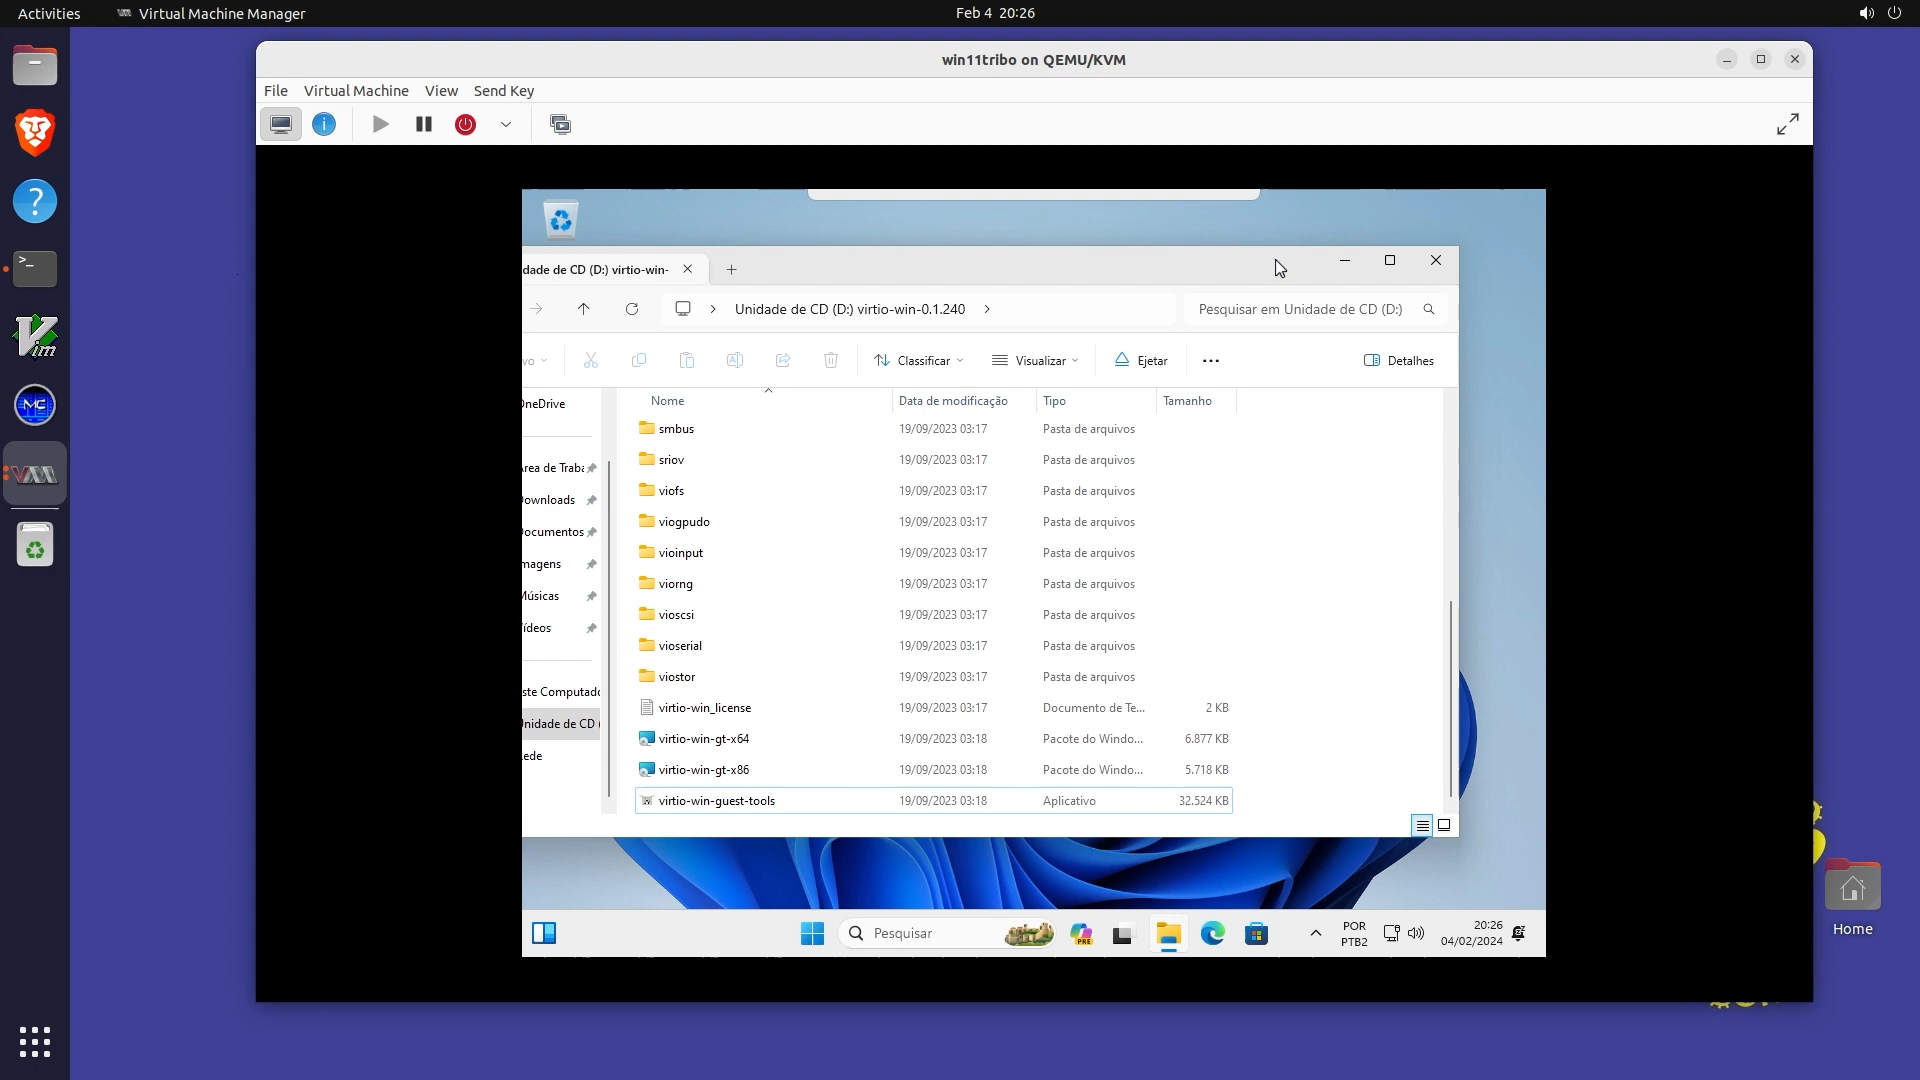 Activities
Virtual Machine Manager
Feb 4 20:26
win11tribo on QEMU/KVM
File Virtual Machine View Send Key
dade de CD (D:) virtio-win-
Unidade de CD (D:) virtio-win-0.1.240
Pesquisar em Unidade de CD (D:)
vo
Classificar
Visualizar
Ejetar
Detalhes
Nome Data de modificação Tipo Tamanho
smbus 19/09/2023 03:17 Pasta de arquivos
sriov 19/09/2023 03:17 Pasta de arquivos
viofs 19/09/2023 03:17 Pasta de arquivos
viogpudo 19/09/2023 03:17 Pasta de arquivos
vioinput 19/09/2023 03:17 Pasta de arquivos
viorng 19/09/2023 03:17 Pasta de arquivos
vioscsi 19/09/2023 03:17 Pasta de arquivos
vioserial 19/09/2023 03:17 Pasta de arquivos
viostor 19/09/2023 03:17 Pasta de arquivos
virtio-win_license 19/09/2023 03:17 Documento de Te... 2 KB
virtio-win-gt-x64 19/09/2023 03:18 Pacote do Windo... 6.877 KB
virtio-win-gt-x86 19/09/2023 03:18 Pacote do Windo... 5.718 KB
virtio-win-guest-tools 19/09/2023 03:18 Aplicativo 32.524 KB
OneDrive
rea de Traba
ownloads
ocumentos
magens
Músicas
ídeos
ste Computado
Unidade de CD (
ede
Pesquisar
PRE
POR
PTB2
20:26
04/02/2024
Home
Vim
MC
VMM